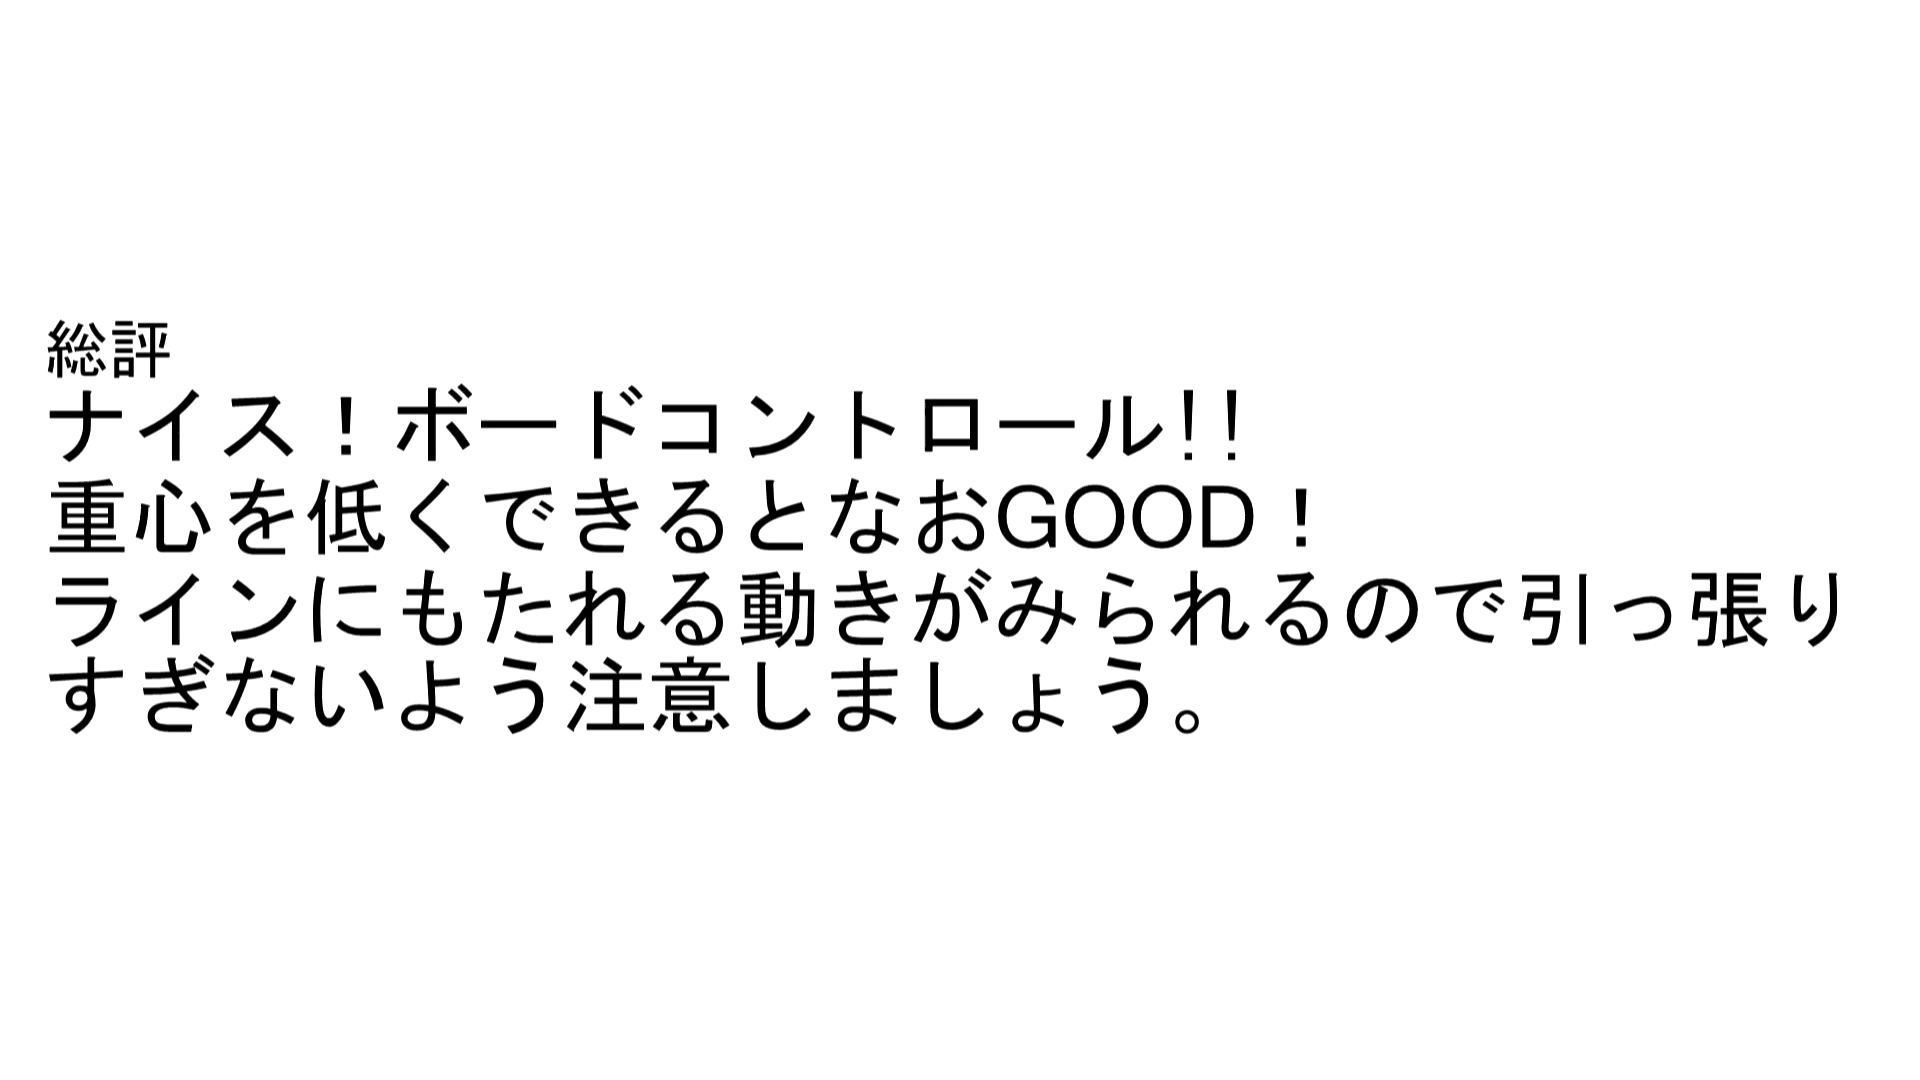 総評
ナイス！ボードコントロール!!
重心を低くできるとなおGOOD！
ラインにもたれる動きがみられるので引っ張り
すぎないよう注意しましょう。